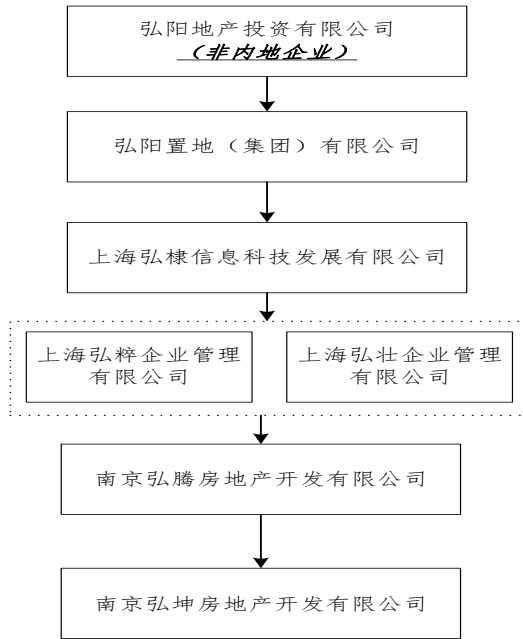 弘阳地产投资有限公司
（非内地企业）
弘阳置地（集团）有限公司
上海弘棣信息科技发展有限公司
上海弘粹企业管理
有限公司
上海弘壮企业管理
有限公司
南京弘腾房地产开发有限公司
南京弘坤房地产开发有限公司